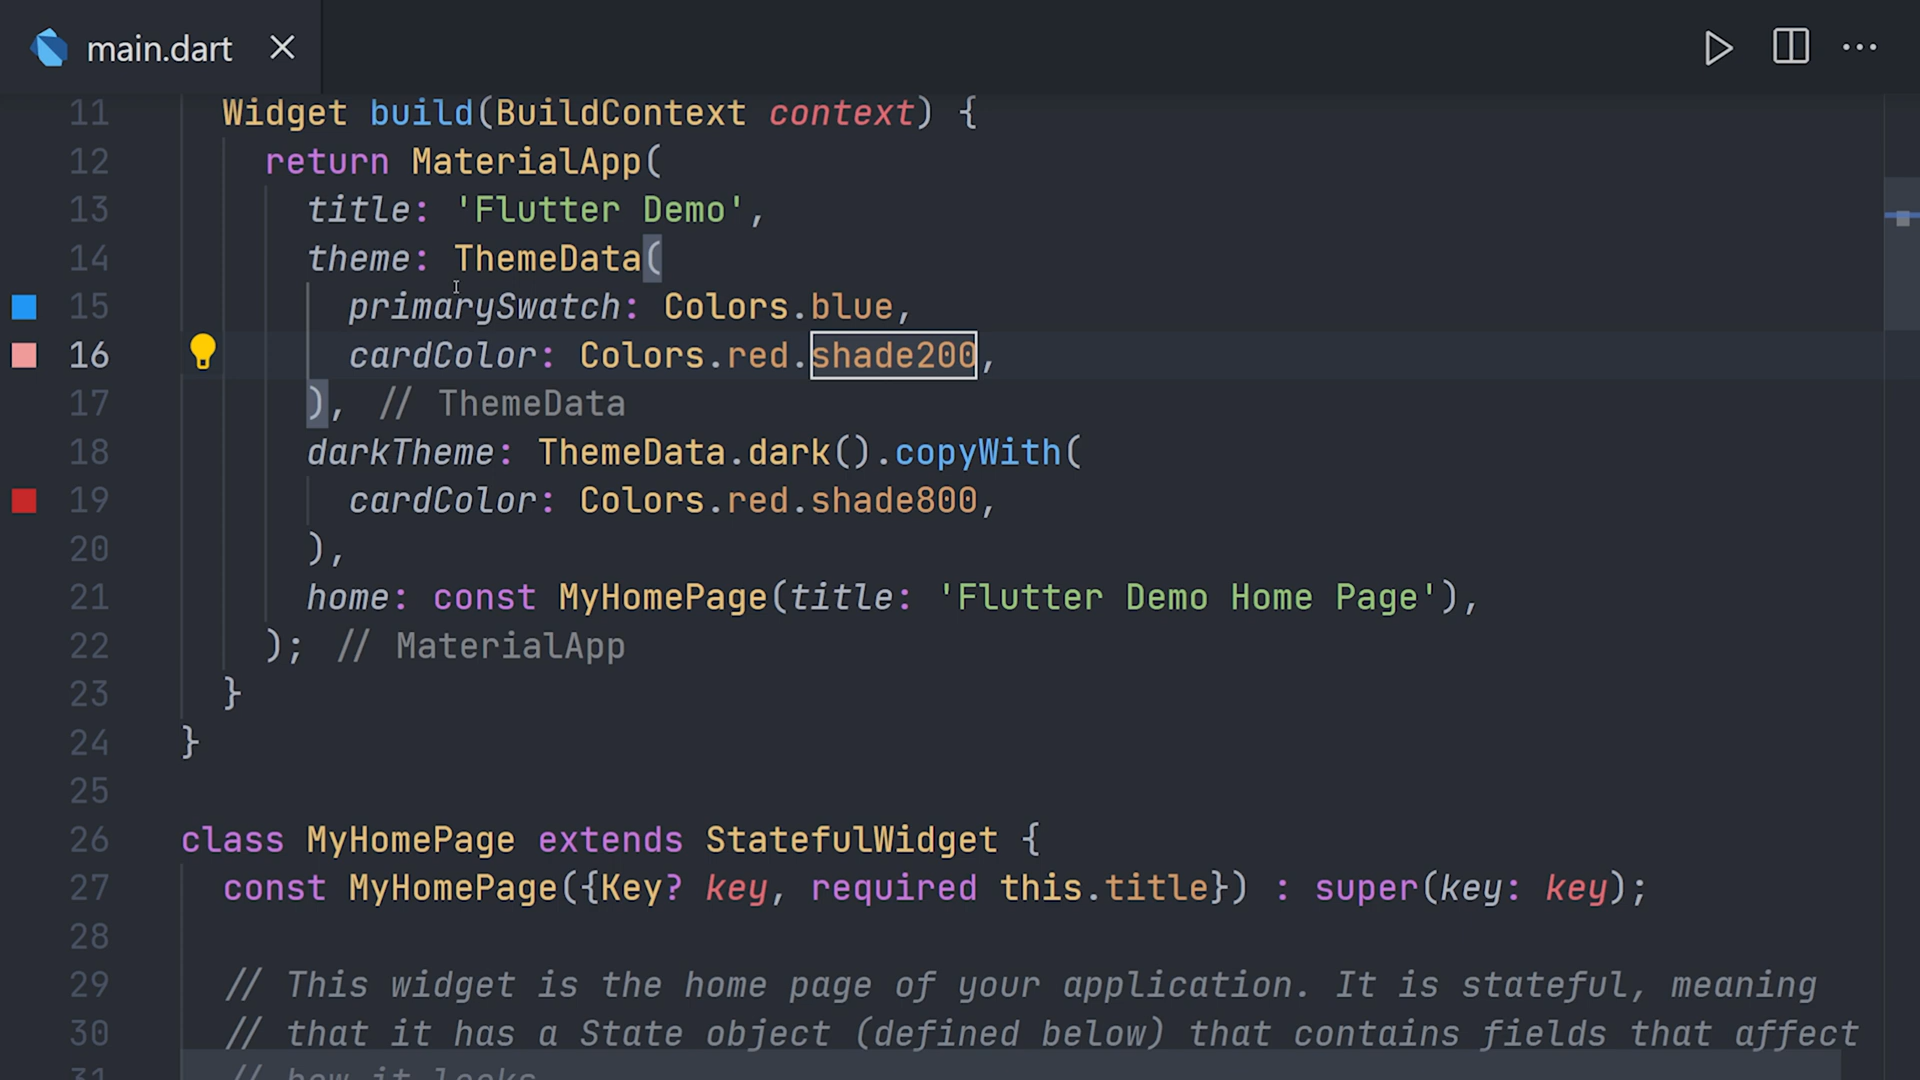 main.dart
11 Widget build(BuildContext context) {
12 return MaterialApp(
13 title: 'Flutter Demo',
14 theme: ThemeData(
15 primarySwatch: Colors.blue,
16 cardColor: Colors.red.shade200,
17 ), // ThemeData
18 darkTheme: ThemeData.dark().copyWith(
19 cardColor: Colors.red.shade800,
20 ),
21 home: const MyHomePage(title: 'Flutter Demo Home Page'),
22 ); // MaterialApp
23 }
24 }
25
26 class MyHomePage extends StatefulWidget {
27 const MyHomePage({Key? key, required this.title}) : super(key: key);
28
29 // This widget is the home page of your application. It is stateful, meaning
30 // that it has a State object (defined below) that contains fields that affect
31 // how it looks.